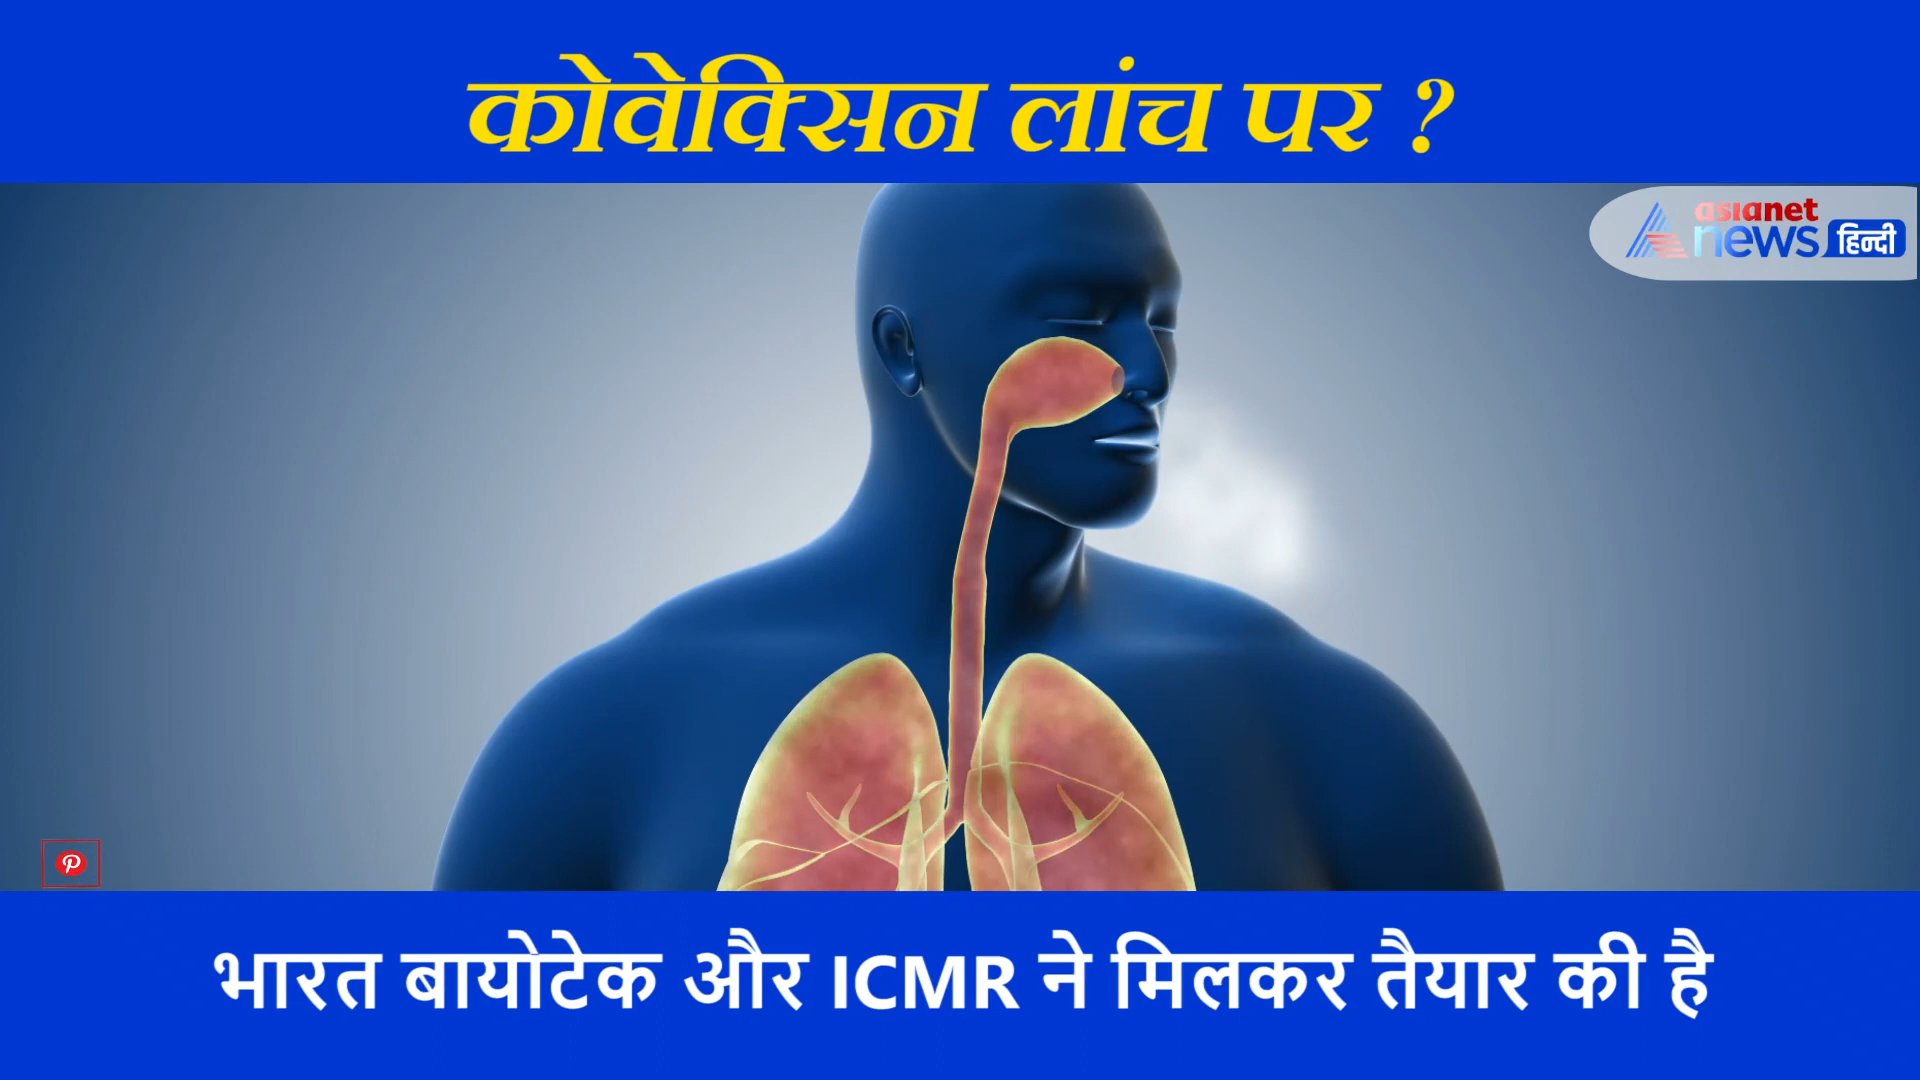 कोवेक्सिन लांच पर ?
asianet
news हिन्दी
भारत बायोटेक और ICMR ने मिलकर तैयार की है